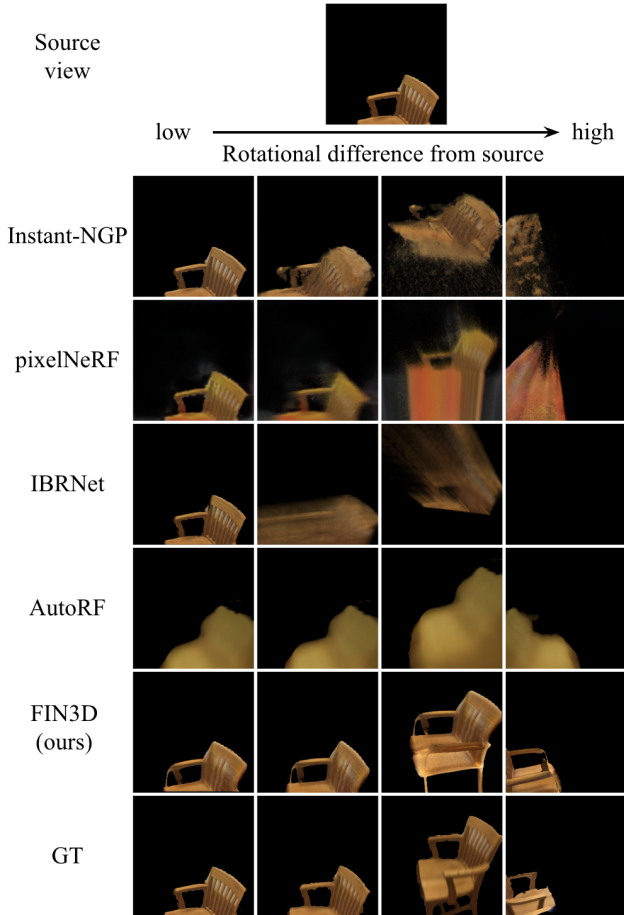 Source
view
low
high
Rotational difference from source
Instant-NGP
pixelNeRF
IBRNet
AutoRF
FIN3D
(ours)
GT